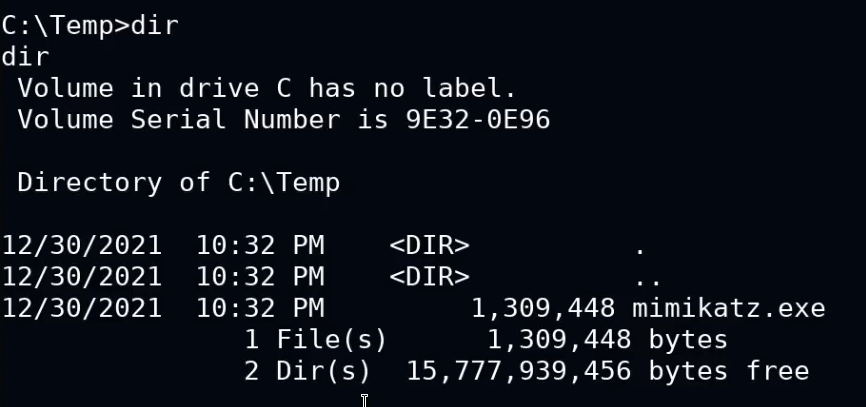 C:\Temp>dir
dir
 Volume in drive C has no label.
 Volume Serial Number is 9E32-0E96

 Directory of C:\Temp

12/30/2021  10:32 PM    <DIR>          .
12/30/2021  10:32 PM    <DIR>          ..
12/30/2021  10:32 PM         1,309,448 mimikatz.exe
               1 File(s)      1,309,448 bytes
               2 Dir(s)  15,777,939,456 bytes free